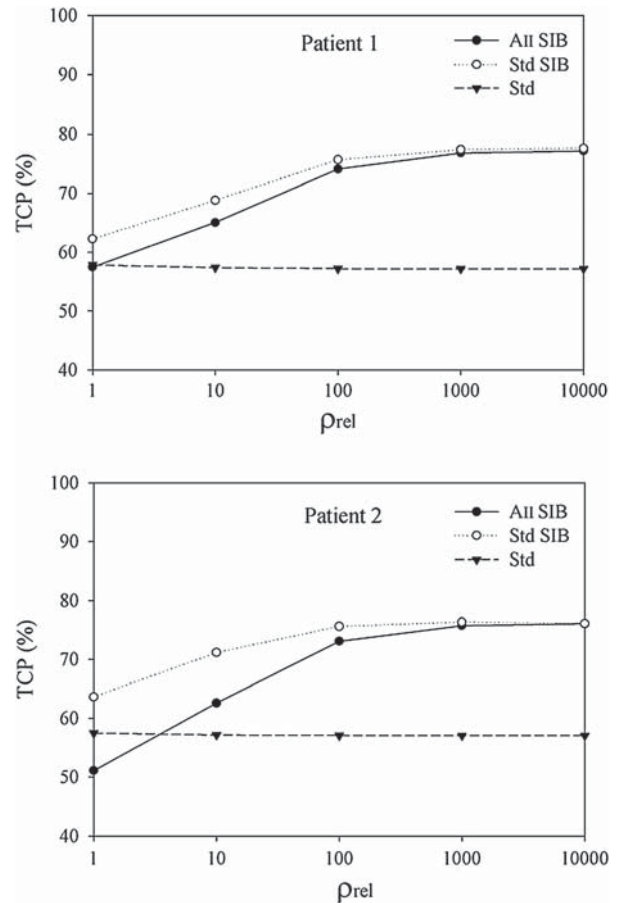 100
90
80
70
60
50
40
TCP (%)
Patient 1
All SIB
Std SIB
Std
1 10 100 1000 10000
ρrel
100
90
80
70
60
50
40
TCP (%)
Patient 2
All SIB
Std SIB
Std
1 10 100 1000 10000
ρrel